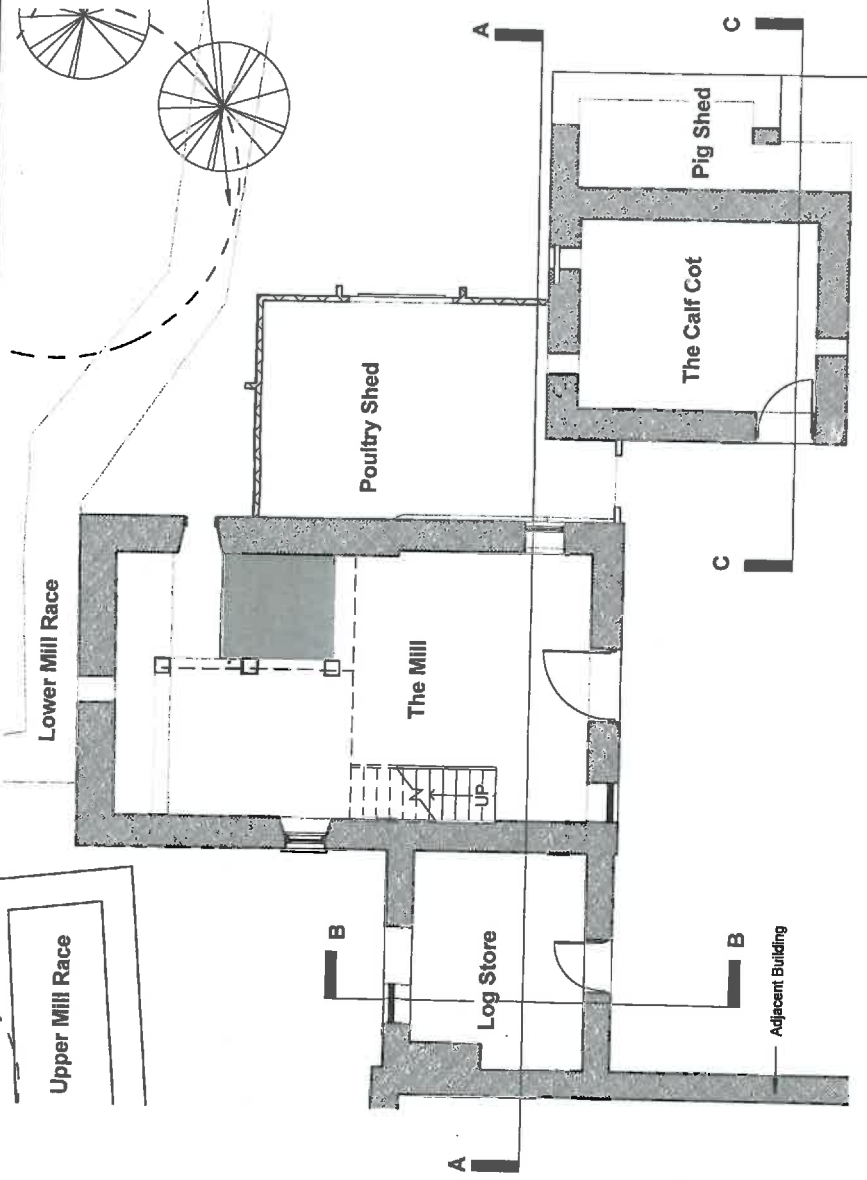 Upper Mill Race
Lower Mill Race
B
Poultry Shed
The Mill
A
A
UP
Log Store
The Calf Cot
Pig Shed
C
C
B
Adjacent Building